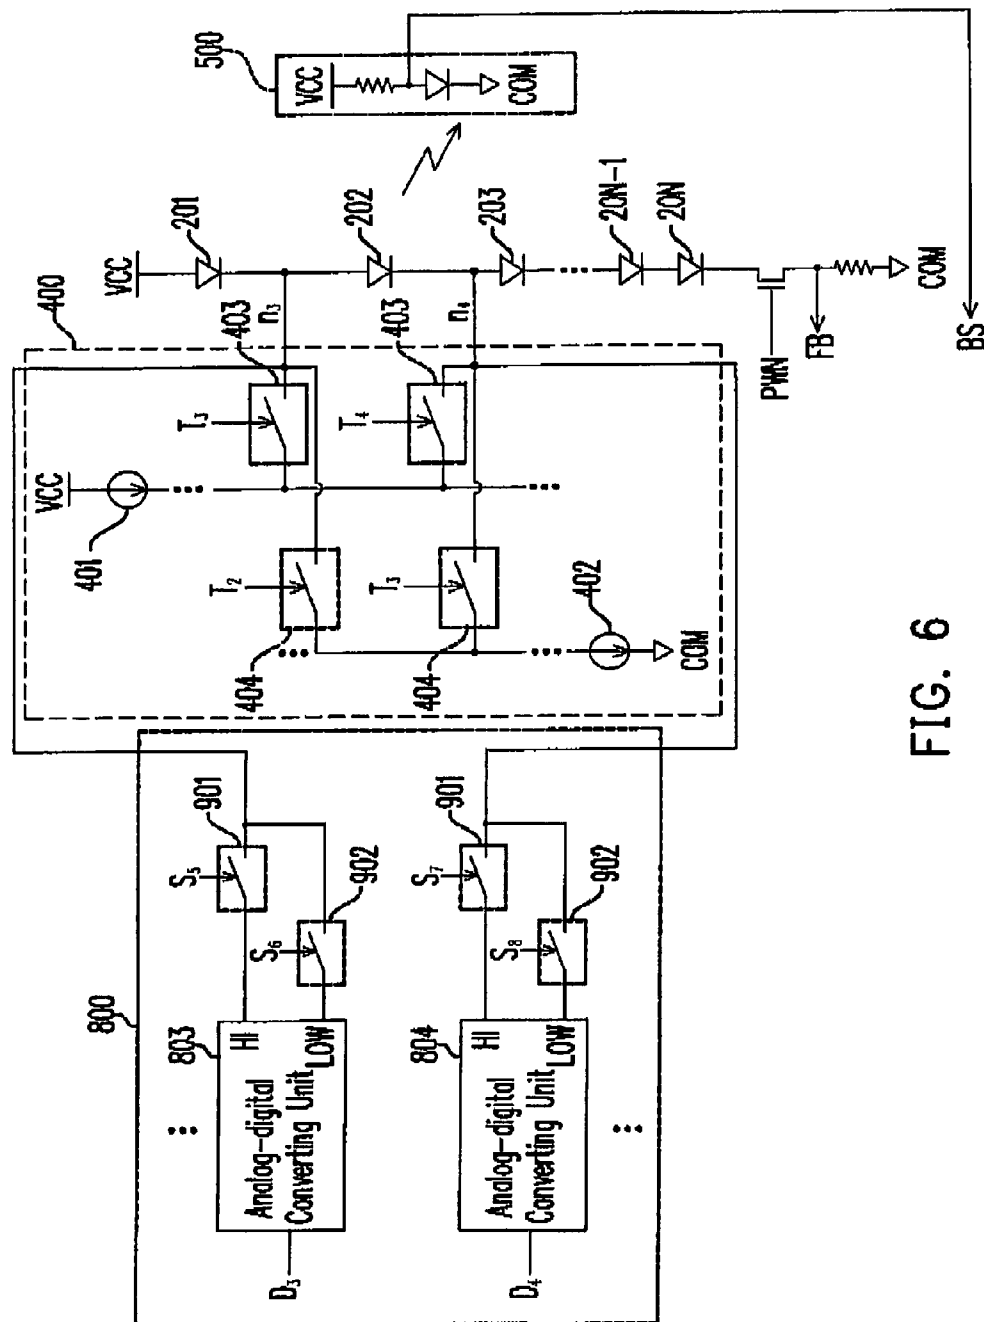 500
VCC
COM
400
VCC
201
202
203
20N-1
20N
n₃
n₄
403
403
T₃
T₄
VCC
401
T₂
T₃
404
404
402
COM
PWN
FB
COM
BS
800
901
S₅
902
S₆
901
S₇
902
S₈
803
HI
LOW
Analog-digital
Converting Unit
D₃
804
HI
LOW
Analog-digital
Converting Unit
D₄
FIG. 6